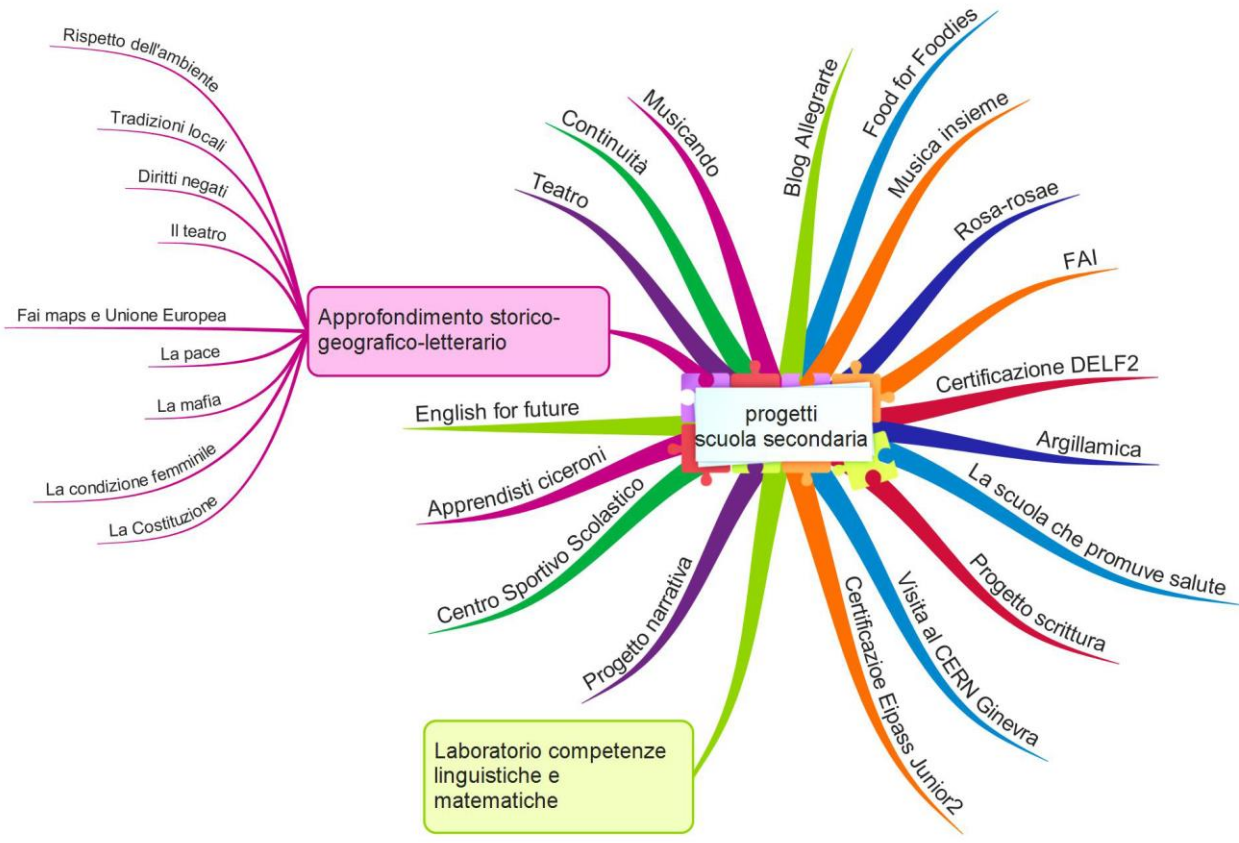 progetti
scuola secondaria
Blog Allegrarte
Food for Foodies
Musica insieme
Rosa-rosae
FAI
Certificazione DELF2
Argillamica
La scuola che promuve salute
Progetto scrittura
Visita al CERN Ginevra
Certificazioe Eipass Junior2
Laboratorio competenze
linguistiche e
matematiche
Progetto narrativa
Centro Sportivo Scolastico
Apprendisti ciceroni
English for future
Approfondimento storico-
geografico-letterario
Rispetto dell'ambiente
Tradizioni locali
Diritti negati
Il teatro
Fai maps e Unione Europea
La pace
La mafia
La condizione femminile
La Costituzione
Teatro
Continuità
Musicando